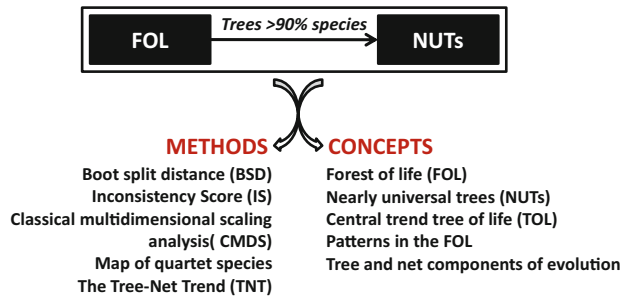 FOL
Trees >90% species
NUTs
METHODS
Boot split distance (BSD)
Inconsistency Score (IS)
Classical multidimensional scaling
analysis( CMDS)
Map of quartet species
The Tree-Net Trend (TNT)
CONCEPTS
Forest of life (FOL)
Nearly universal trees (NUTs)
Central trend tree of life (TOL)
Patterns in the FOL
Tree and net components of evolution